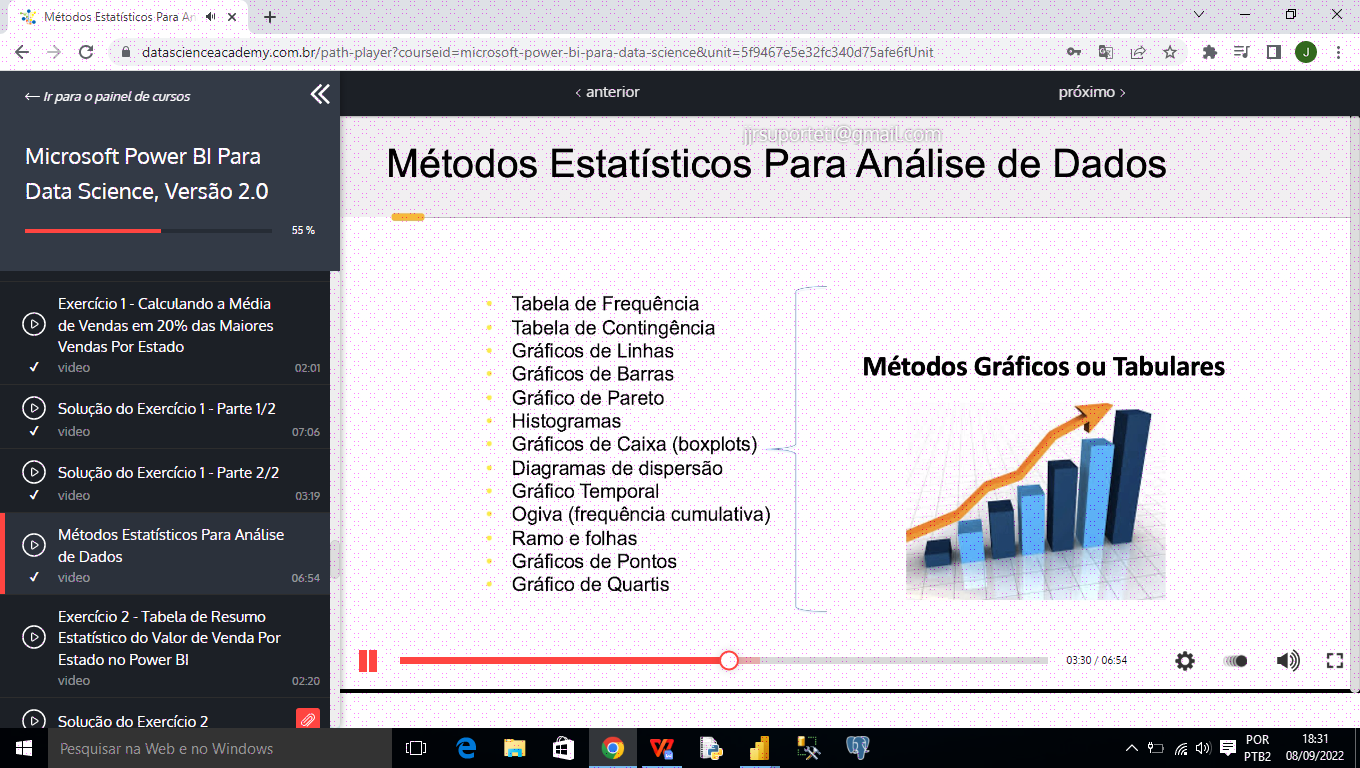 Métodos Estatísticos Para An
datascienceacademy.com.br/path-player?courseid=microsoft-power-bi-para-data-science&unit=5f9467e5e32fc340d75afe6fUnit
J
← Ir para o painel de cursos
‹ anterior
próximo ›
Microsoft Power BI Para
Data Science, Versão 2.0
55 %
Exercício 1 - Calculando a Média
de Vendas em 20% das Maiores
Vendas Por Estado
video
02:01
Solução do Exercício 1 - Parte 1/2
video
07:06
Solução do Exercício 1 - Parte 2/2
video
03:19
Métodos Estatísticos Para Análise
de Dados
video
06:54
Exercício 2 - Tabela de Resumo
Estatístico do Valor de Venda Por
Estado no Power BI
video
02:20
Solução do Exercício 2
jjrsuporteti@gmail.com
Métodos Estatísticos Para Análise de Dados
Tabela de Frequência
Tabela de Contingência
Gráficos de Linhas
Gráficos de Barras
Gráfico de Pareto
Histogramas
Gráficos de Caixa (boxplots)
Diagramas de dispersão
Gráfico Temporal
Ogiva (frequência cumulativa)
Ramo e folhas
Gráficos de Pontos
Gráfico de Quartis
Métodos Gráficos ou Tabulares
03:30 / 06:54
Pesquisar na Web e no Windows
POR
PTB2
18:31
08/09/2022